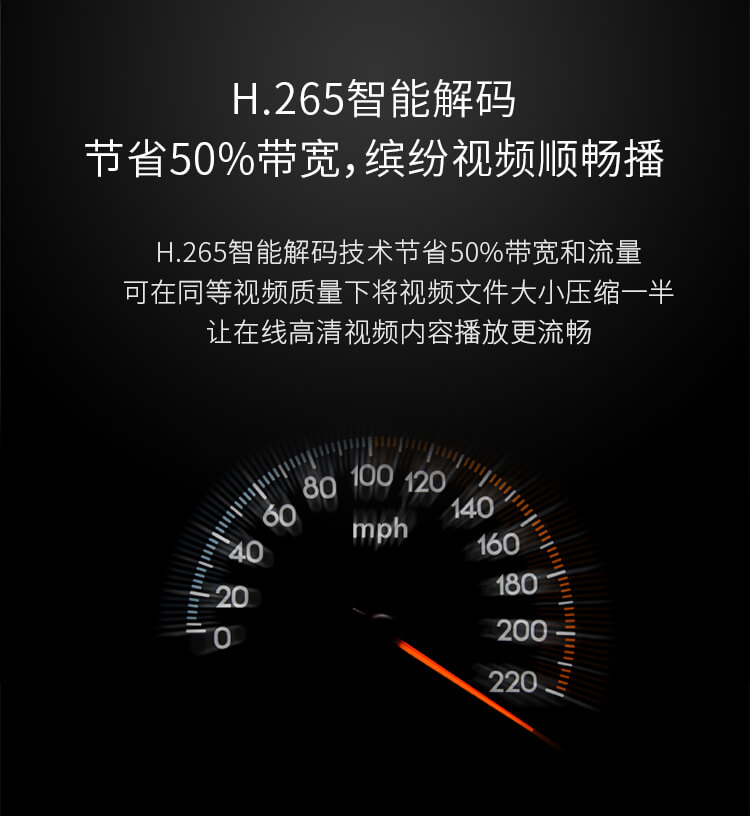 H.265智能解码
节省50%带宽,缤纷视频顺畅播
H.265智能解码技术节省50%带宽和流量
可在同等视频质量下将视频文件大小压缩一半
让在线高清视频内容播放更流畅
0
20
40
60
80
100
120
140
160
180
200
220
mph